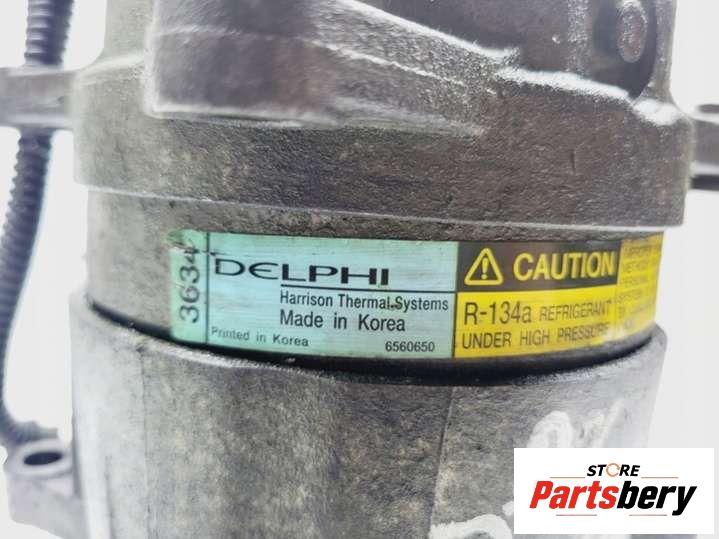 3634
DELPHI
Harrison Thermal Systems
Made in Korea
Printed in Korea 6560650
CAUTION
R-134a REFRIGERANT
UNDER HIGH PRESSURE
STORE
Partsbery